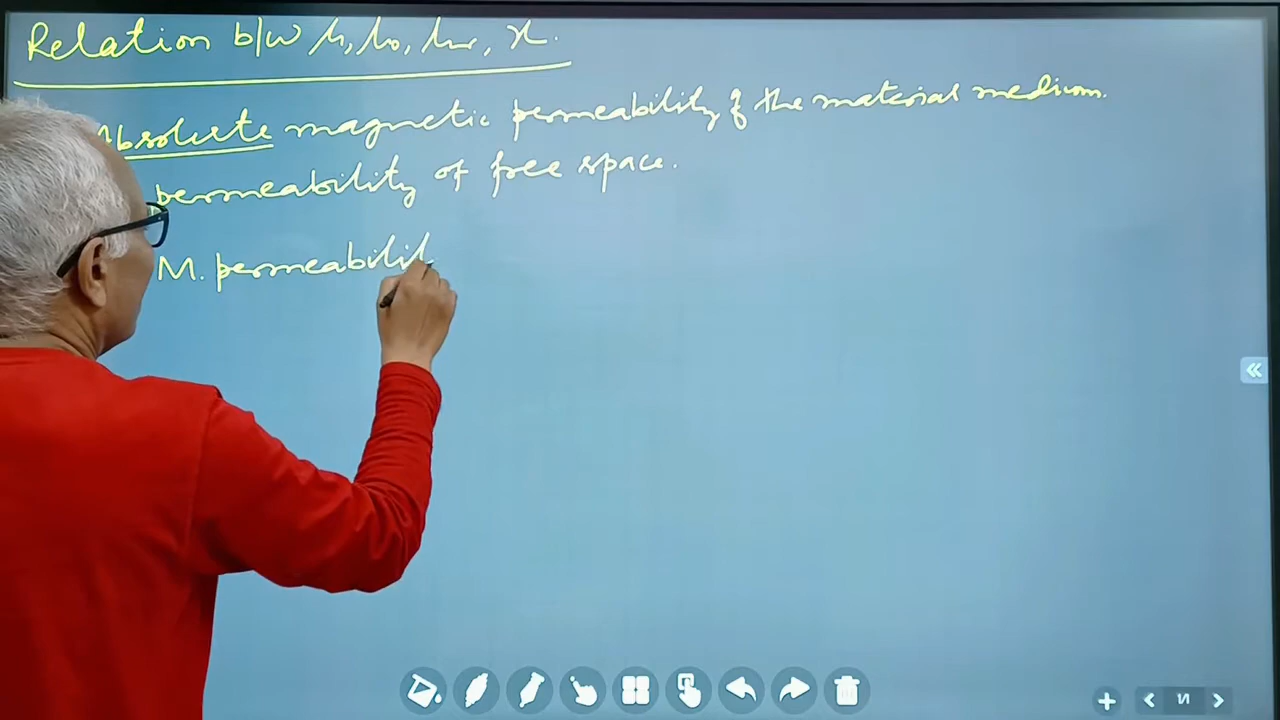 Relation b/w μ, μ₀, μᵣ, χ.
Absolute magnetic permeability of the material medium.
permeability of free space.
M. permeabilit